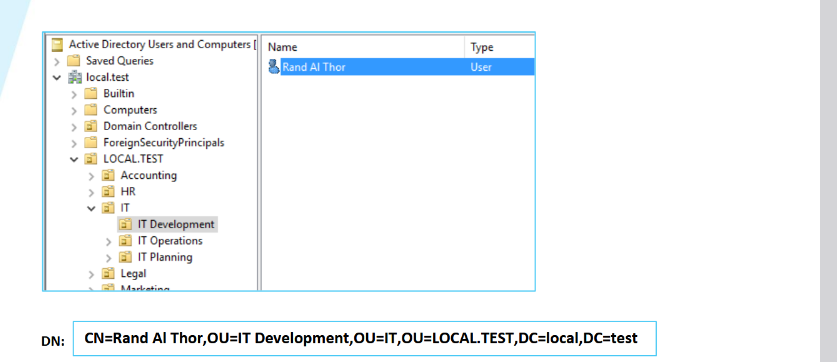 Active Directory Users and Computers [
Name Type
Saved Queries
Rand Al Thor User
local.test
Builtin
Computers
Domain Controllers
ForeignSecurityPrincipals
LOCAL.TEST
Accounting
HR
IT
IT Development
IT Operations
IT Planning
Legal
Marketing
DN: CN=Rand Al Thor,OU=IT Development,OU=IT,OU=LOCAL.TEST,DC=local,DC=test